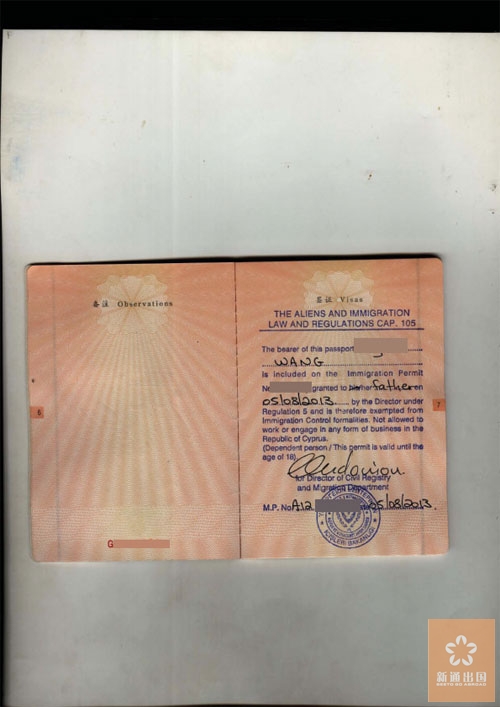 备注 Observations
6
G
签证 Visas
THE ALIENS AND IMMIGRATION
LAW AND REGULATIONS CAP. 105
The bearer of this passport
WANG
is included on the Immigration Permit
No granted to father on
05/08/2013 by the Director under
Regulation 5 and is therefore exempted from
Immigration Control formalities. Not allowed to
work or engage in any form of business in the
Republic of Cyprus.
(Dependent person / This permit is valid until the
age of 18)
for Director of Civil Registry
and Migration Department
M.P. No. A12 05/08/2013.
7
新通出国